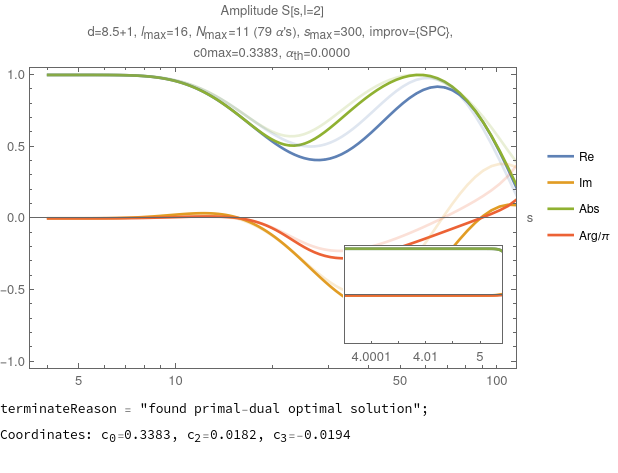 Amplitude S[s,l=2]
d=8.5+1, lmax=16, Nmax=11 (79 α's), smax=300, improv={SPC},
c0max=0.3383, αth=0.0000
1.0
0.5
0.0
-0.5
-1.0
5
10
50
100
s
4.0001
4.01
5
Re
Im
Abs
Arg/π
terminateReason = "found primal-dual optimal solution";
Coordinates: c0=0.3383, c2=0.0182, c3=-0.0194